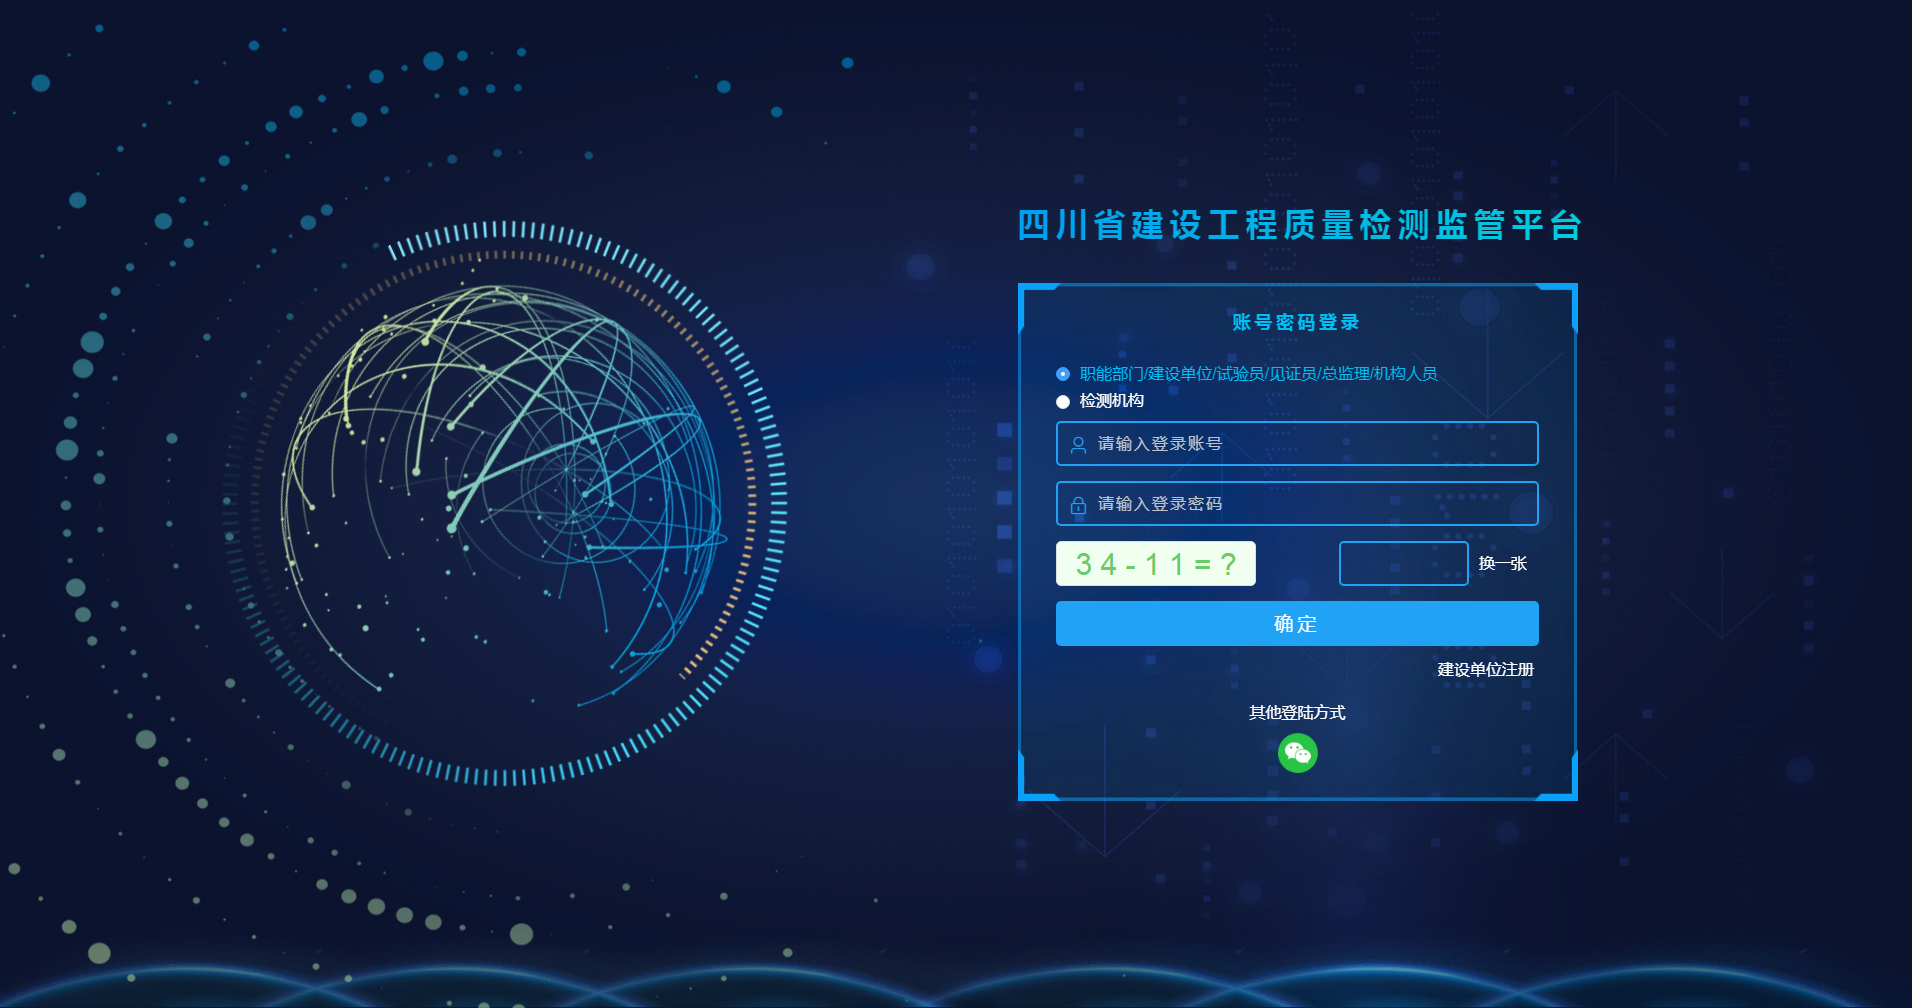 四川省建设工程质量检测监管平台
账号密码登录
职能部门/建设单位/试验员/见证员/总监理/机构人员
检测机构
请输入登录账号
请输入登录密码
34-11=?
换一张
确定
建设单位注册
其他登陆方式